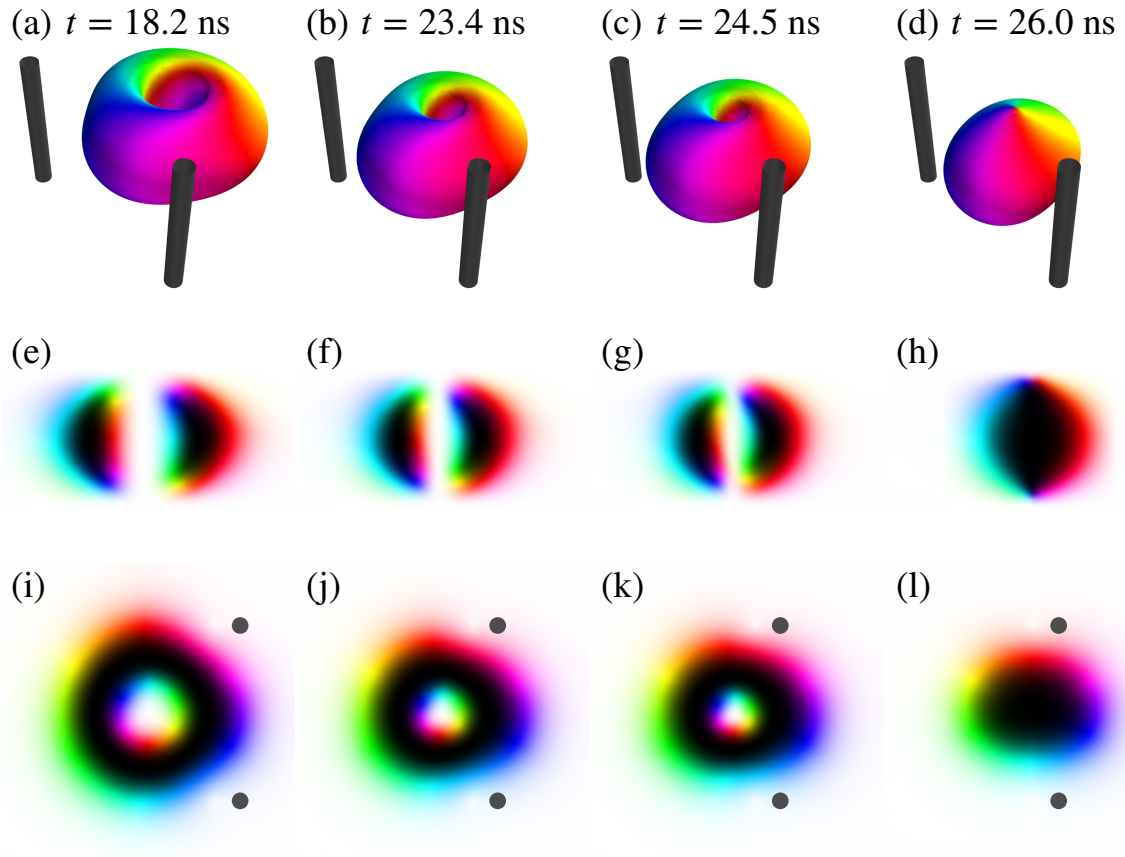 (a) t = 18.2 ns
(b) t = 23.4 ns
(c) t = 24.5 ns
(d) t = 26.0 ns
(e)
(f)
(g)
(h)
(i)
(j)
(k)
(l)